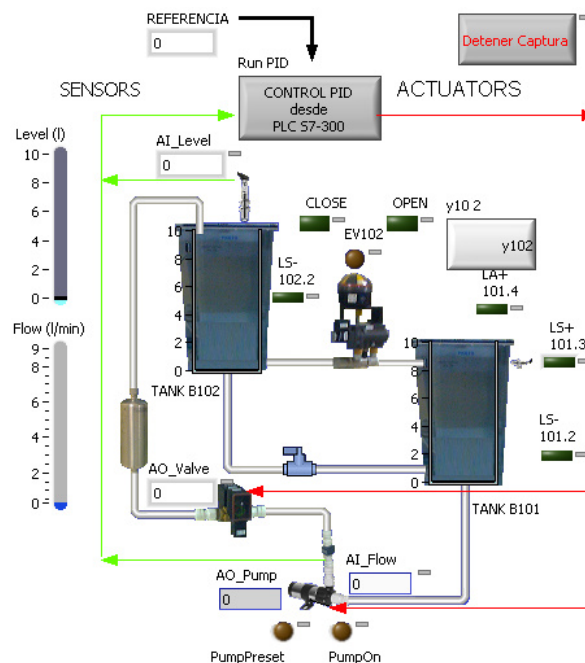 REFERENCIA
0
Detener Captura
Run PID
SENSORS
CONTROL PID
desde
PLC S7-300
ACTUATORS
Level (l)
10
8
6
4
2
0
AI_Level
0
CLOSE
OPEN
y10 2
y102
EV102
10
8
6
4
2
0
LS-
102.2
LA+
101.4
LS+
101.3
Flow (l/min)
9
8
6
4
2
0
10
8
6
4
2
0
TANK B102
LS-
101.2
AO_Valve
0
TANK B101
AO_Pump
0
AI_Flow
0
PumpPreset
PumpOn